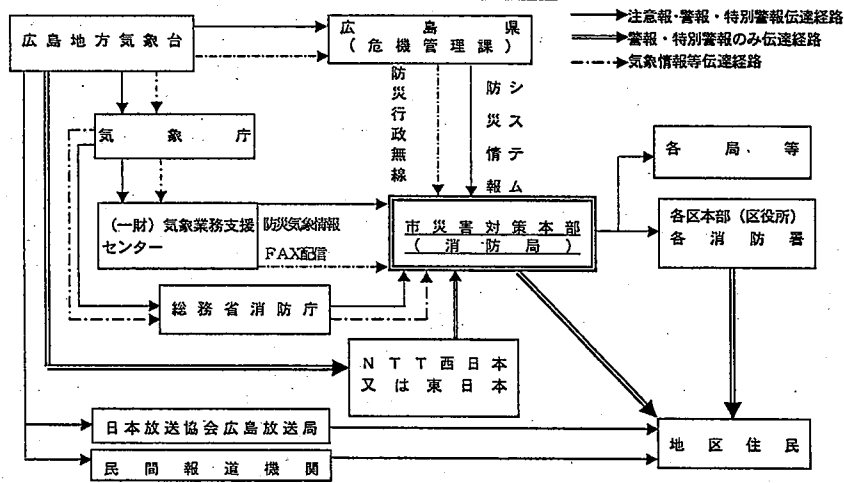 注意報・警報・特別警報伝達経路
警報・特別警報のみ伝達経路
気象情報等伝達経路
広島地方気象台
広島県
(危機管理課)
防災行政無線
防災情報
システム
気象庁
各局、等
(一財)気象業務支援
センター
防災気象情報
FAX配信
市災害対策本部
(消防局)
各区本部(区役所)
各消防署
総務省消防庁
NTT西日本
又は東日本
日本放送協会広島放送局
民間報道機関
地区住民